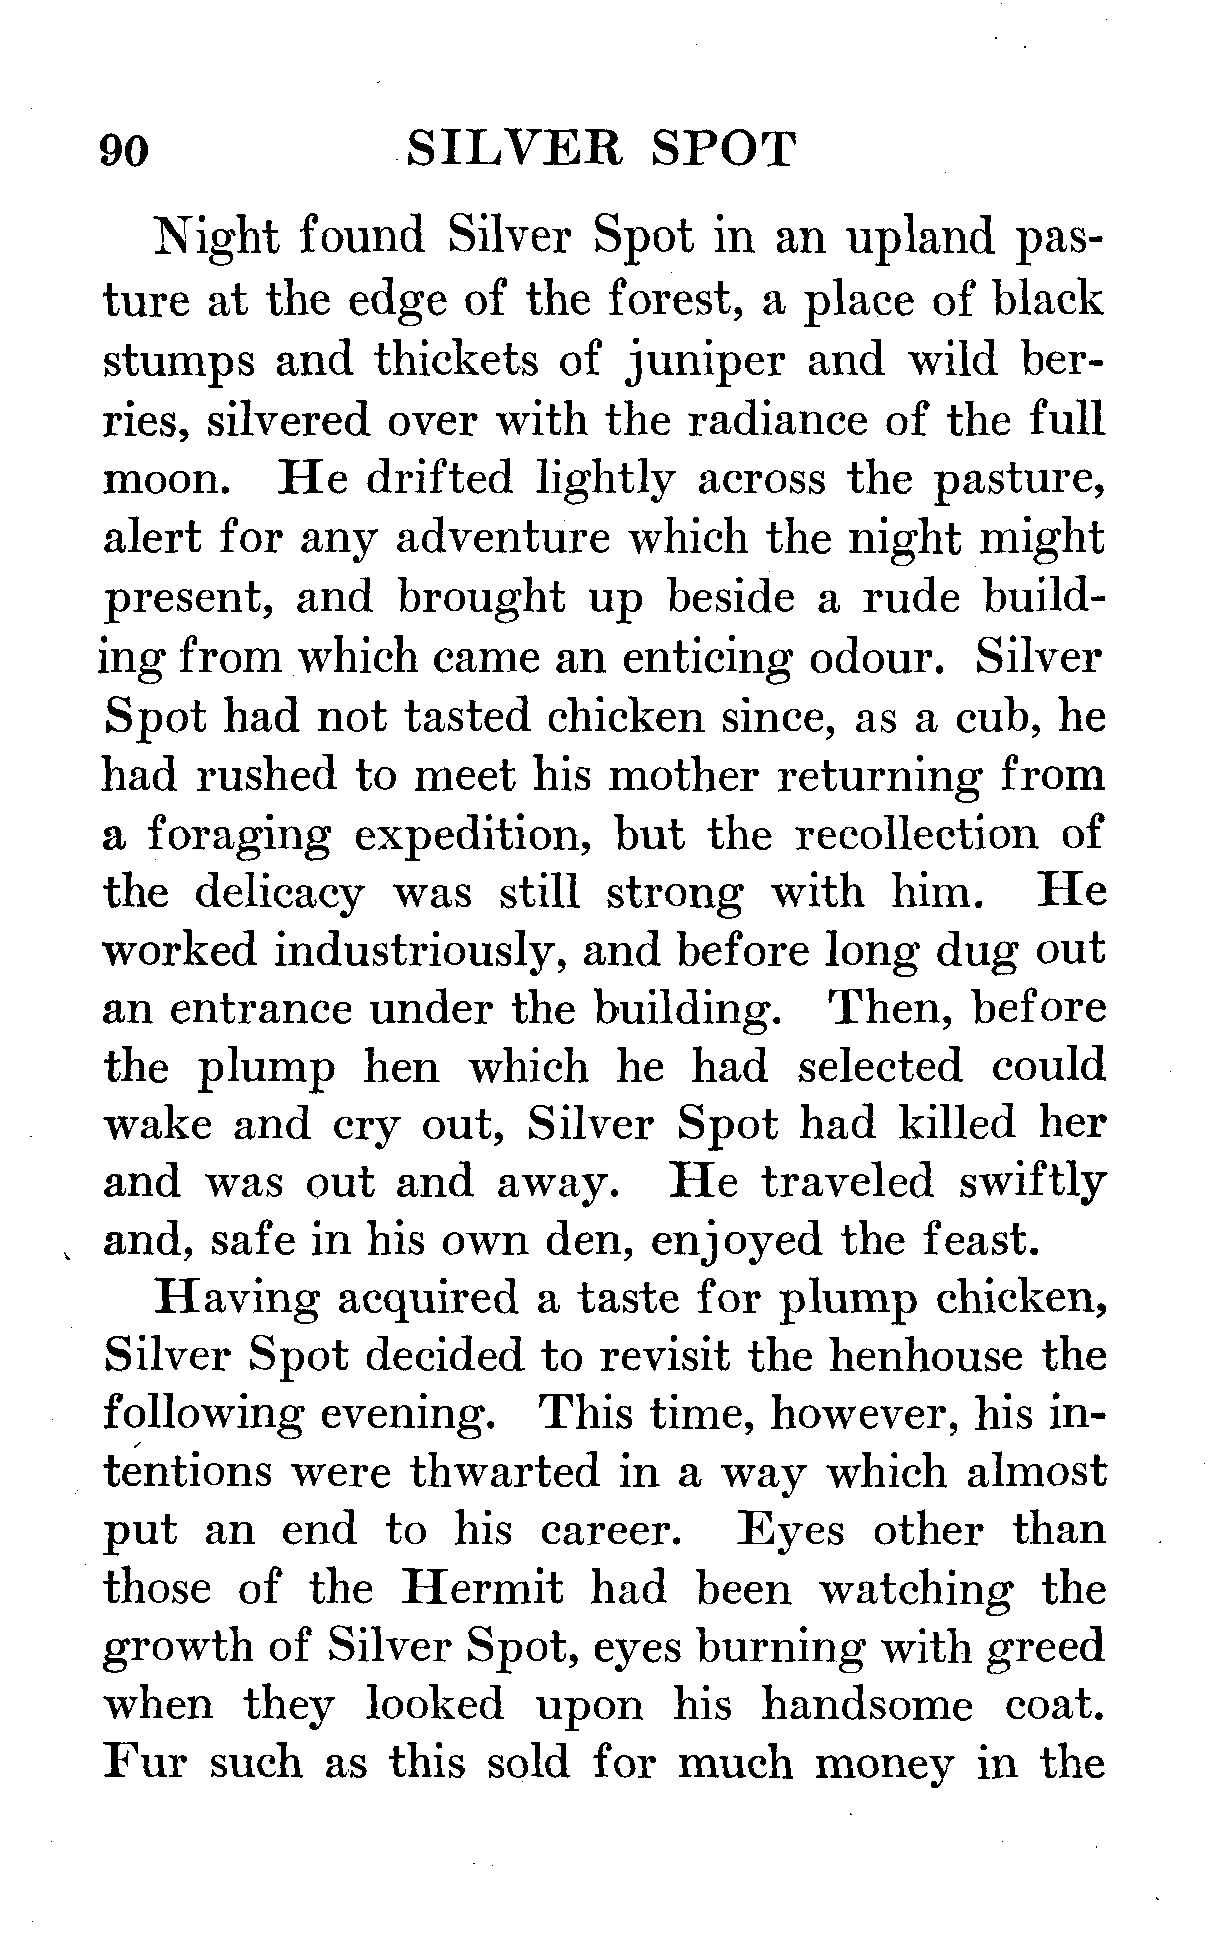 90 SILVER SPOT
Night found Silver Spot in an upland pas-
ture at the edge of the forest, a place of black
stumps and thickets of juniper and wild ber-
ries, silvered over with the radiance of the full
moon. He drifted lightly across the pasture,
alert for any adventure which the night might
present, and brought up beside a rude build-
ing from which came an enticing odour. Silver
Spot had not tasted chicken since, as a cub, he
had rushed to meet his mother returning from
a foraging expedition, but the recollection of
the delicacy was still strong with him. He
worked industriously, and before long dug out
an entrance under the building. Then, before
the plump hen which he had selected could
wake and cry out, Silver Spot had killed her
and was out and away. He traveled swiftly
and, safe in his own den, enjoyed the feast.
Having acquired a taste for plump chicken,
Silver Spot decided to revisit the henhouse the
following evening. This time, however, his in-
tentions were thwarted in a way which almost
put an end to his career. Eyes other than
those of the Hermit had been watching the
growth of Silver Spot, eyes burning with greed
when they looked upon his handsome coat.
Fur such as this sold for much money in the